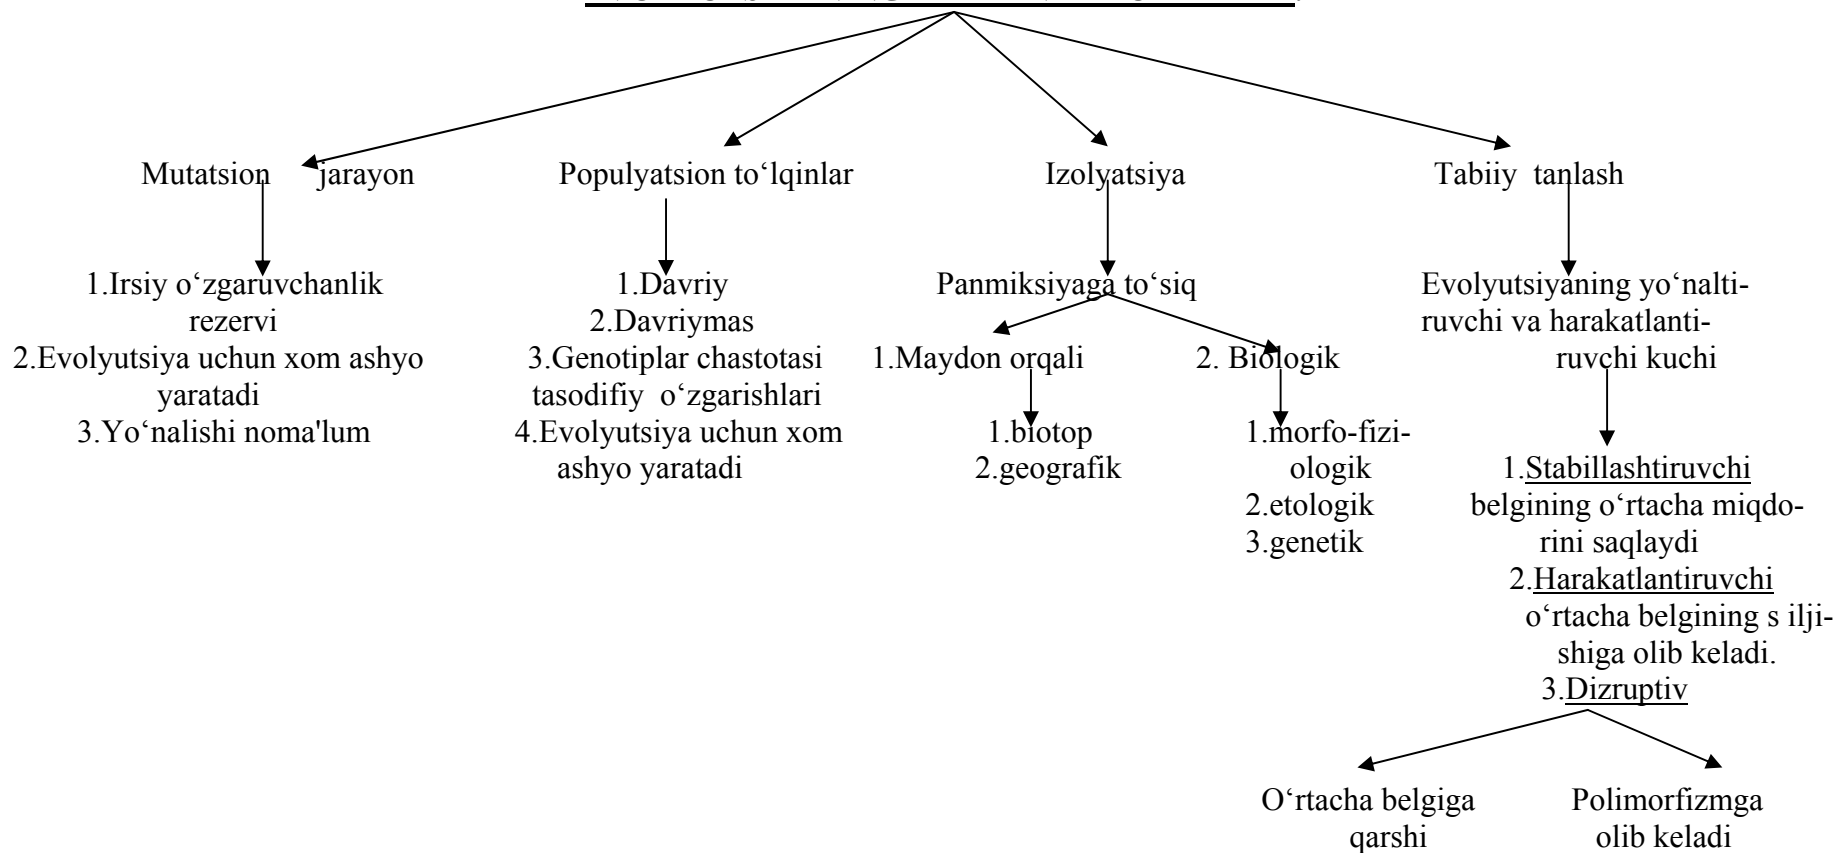 Mutatsion jarayon
Populyatsion to‘lqinlar
Izolyatsiya
Tabiiy tanlash
1.Irsiy o‘zgaruvchanlik
rezervi
2.Evolyutsiya uchun xom ashyo
yaratadi
3.Yo‘nalishi noma'lum
1.Davriy
2.Davriymas
3.Genotiplar chastotasi
tasodifiy o‘zgarishlari
4.Evolyutsiya uchun xom
ashyo yaratadi
Panmiksiyaga to‘siq
1.Maydon orqali
1.biotop
2.geografik
2. Biologik
1.morfo-fizi-
ologik
2.etologik
3.genetik
Evolyutsiyaning yo‘nalti-
ruvchi va harakatlanti-
ruvchi kuchi
1.Stabillashtiruvchi
belgining o‘rtacha miqdo-
rini saqlaydi
2.Harakatlantiruvchi
o‘rtacha belgining s ilji-
shiga olib keladi.
3.Dizruptiv
O‘rtacha belgiga
qarshi
Polimorfizmga
olib keladi